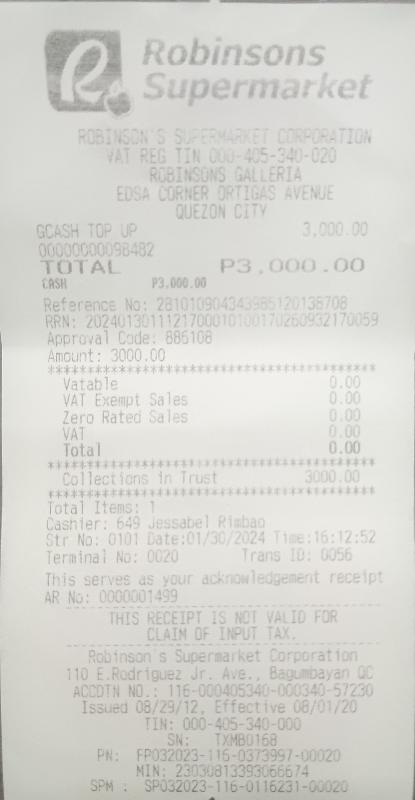 Robinsons
Supermarket
ROBINSON'S SUPERMARKET CORPORATION
VAT REG TIN 000-405-340-020
ROBINSONS GALLERIA
EDSA CORNER ORTIGAS AVENUE
QUEZON CITY
GCASH TOP UP 3,000.00
00000000098482
TOTAL P3,000.00
CASH P3,000.00
Reference No: 281010904343985120138708
RRN: 20240130111217000101001702609321 70059
Approval Code: 886108
Amount: 3000.00
****************************************
Vatable 0.00
VAT Exempt Sales 0.00
Zero Rated Sales 0.00
VAT 0.00
Total 0.00
****************************************
Collections in Trust 3000.00
****************************************
Total Items: 1
Cashier: 649 Jessabel Rimbao
Str No: 0101 Date:01/30/2024 Time:16:12:52
Terminal No: 0020 Trans ID: 0056
This serves as your acknowledgement receipt
AR No: 0000001499
THIS RECEIPT IS NOT VALID FOR
CLAIM OF INPUT TAX.
Robinson's Supermarket Corporation
110 E.Rodriguez Jr. Ave., Bagumbayan QC
ACCDTN NO.: 116-000405340-000340-57230
Issued 08/29/12, Effective 08/01/20
TIN: 000-405-340-000
SN: TXMB0168
PN: FP032023-116-0373997-00020
MIN: 23030813393066674
SPM : SP032023-116-0116231-00020